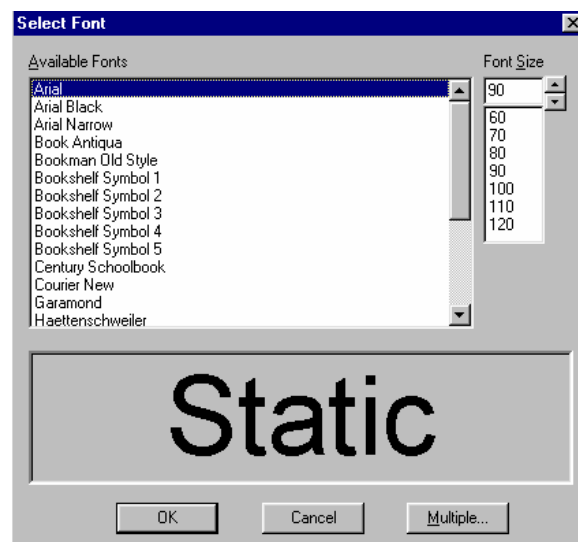 Select Font
Available Fonts
Font Size
Arial
Arial Black
Arial Narrow
Book Antiqua
Bookman Old Style
Bookshelf Symbol 1
Bookshelf Symbol 2
Bookshelf Symbol 3
Bookshelf Symbol 4
Bookshelf Symbol 5
Century Schoolbook
Courier New
Garamond
Haettenschweiler
90
60
70
80
90
100
110
120
Static
OK
Cancel
Multiple...